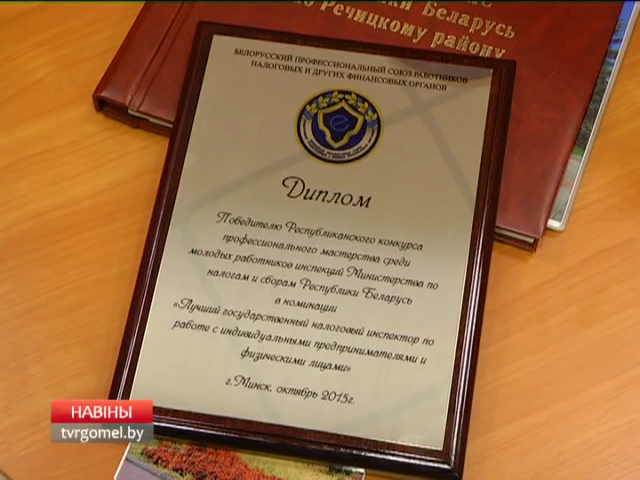 ики Беларусь
по Речицкому району
БЕЛОРУССКИЙ ПРОФЕССИОНАЛЬНЫЙ СОЮЗ РАБОТНИКОВ
НАЛОГОВЫХ И ДРУГИХ ФИНАНСОВЫХ ОРГАНОВ
е
Диплом
Победителю Республиканского конкурса
профессионального мастерства среди
молодых работников инспекций Министерства по
налогам и сборам Республики Беларусь
в номинации
«Лучший государственный налоговый инспектор по
работе с индивидуальными предпринимателями и
физическими лицами»
г.Минск, октябрь 2015г.
НАВІНЫ
tvrgomel.by